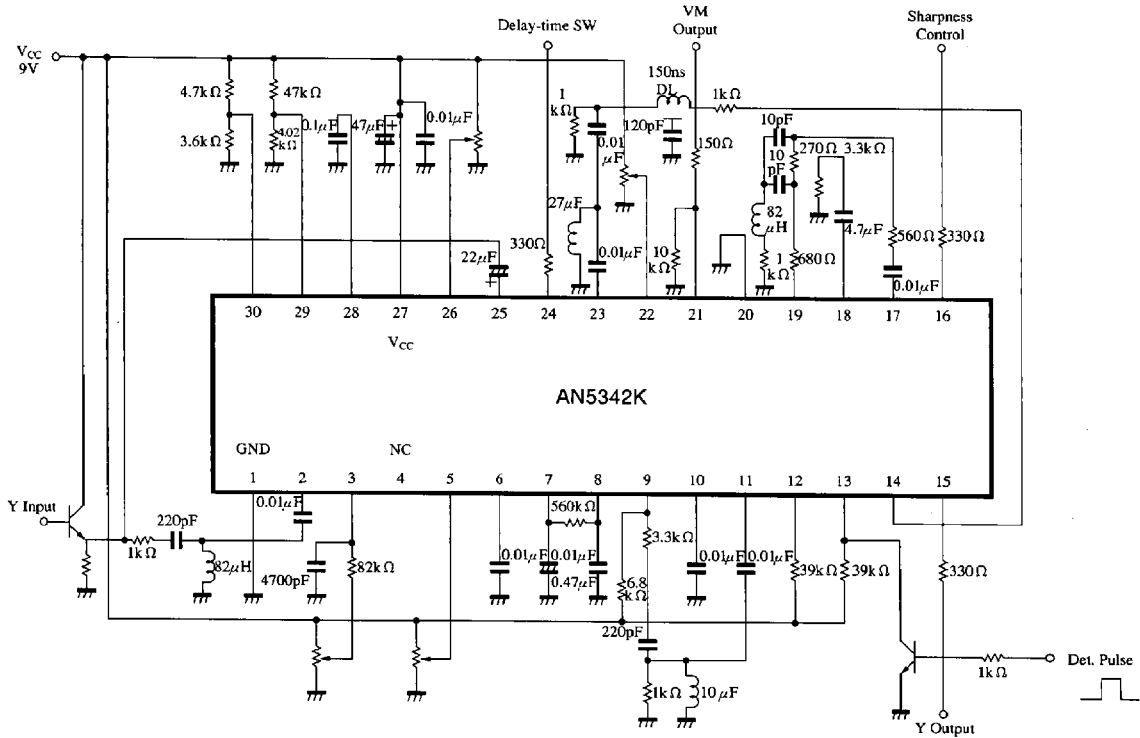 Delay-time SW
VM
Output
Sharpness
Control
VCC
9V
150ns
DL
4.7kΩ
47kΩ
1
kΩ
1kΩ
0.1μF
47μF
+
0.01μF
3.6kΩ
4.02
kΩ
0.01
μF
120pF
150Ω
10pF
10
pF
270Ω
3.3kΩ
27μF
82
μH
4.7μF
560Ω
330Ω
22μF
+
330Ω
0.01μF
10
kΩ
1
kΩ
680Ω
0.01μF
30 29 28 27 26 25 24 23 22 21 20 19 18 17 16
VCC
AN5342K
GND
NC
1 2 3 4 5 6 7 8 9 10 11 12 13 14 15
Y Input
220pF
0.01μF
1kΩ
82μH
4700pF
82kΩ
560kΩ
0.01μF
0.01μF
0.47μF
3.3kΩ
6.8
kΩ
0.01μF
0.01μF
39kΩ
39kΩ
330Ω
220pF
1kΩ
10μF
1kΩ
Det. Pulse
Y Output